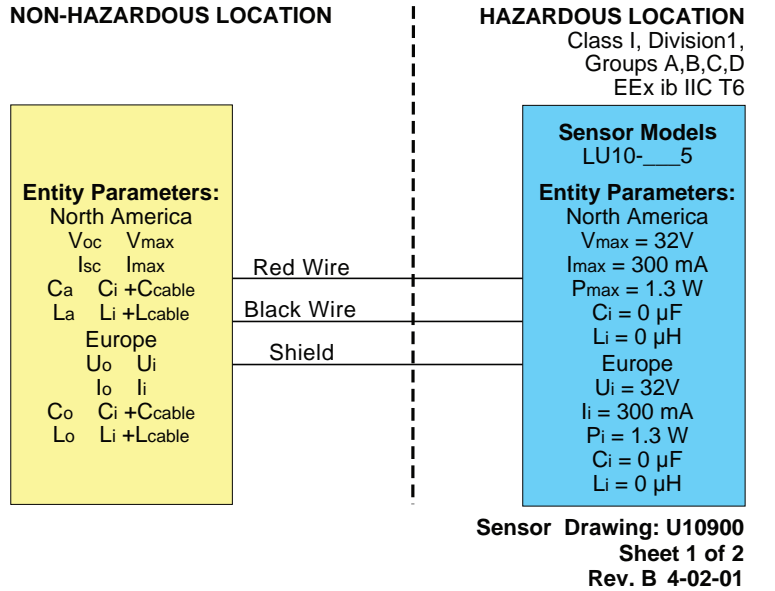 NON-HAZARDOUS LOCATION
HAZARDOUS LOCATION
Class I, Division1,
Groups A,B,C,D
EEx ib IIC T6
Entity Parameters:
North America
Voc Vmax
Isc Imax
Ca Ci +Ccable
La Li +Lcable
Europe
Uo Ui
Io Ii
Co Ci +Ccable
Lo Li +Lcable
Red Wire
Black Wire
Shield
Sensor Models
LU10-___5
Entity Parameters:
North America
Vmax = 32V
Imax = 300 mA
Pmax = 1.3 W
Ci = 0 µF
Li = 0 µH
Europe
Ui = 32V
Ii = 300 mA
Pi = 1.3 W
Ci = 0 µF
Li = 0 µH
Sensor Drawing: U10900
Sheet 1 of 2
Rev. B 4-02-01